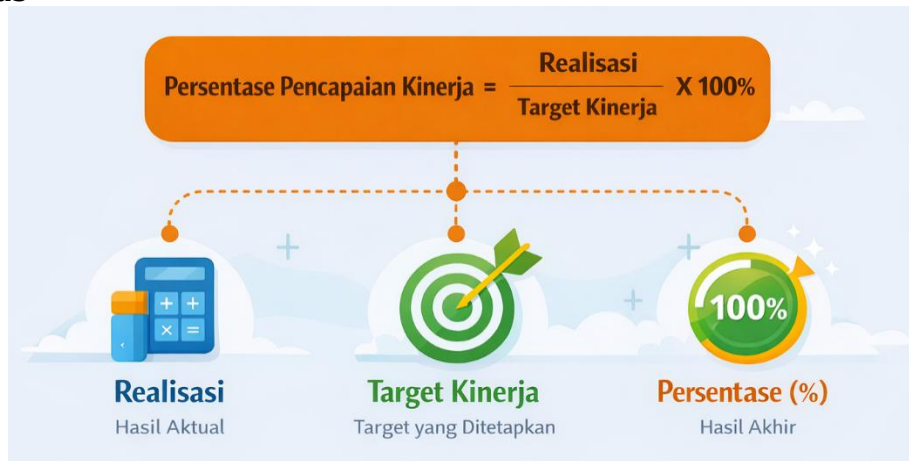 Realisasi
Persentase Pencapaian Kinerja = X 100%
Target Kinerja
100%
Realisasi Target Kinerja Persentase (%)
Hasil Aktual Target yang Ditetapkan Hasil Akhir